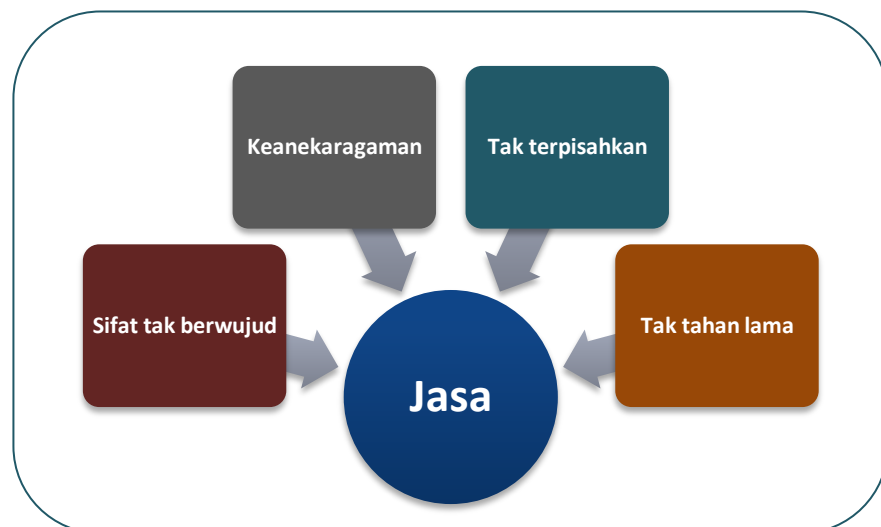 Keanekaragaman
Tak terpisahkan
Sifat tak berwujud
Tak tahan lama
Jasa